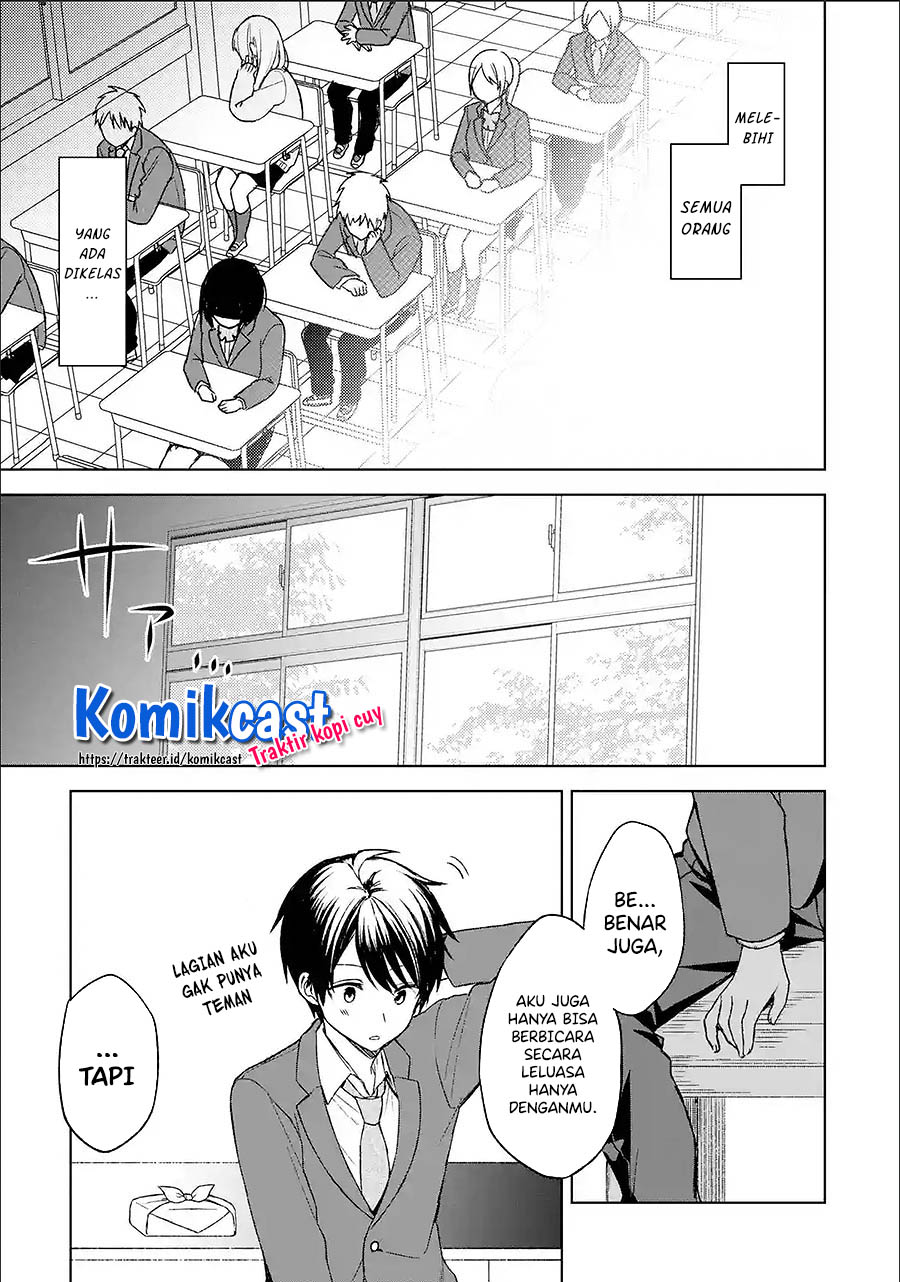 MELE-
BIHI
SEMUA
ORANG
YANG
ADA
DIKELAS
...
ザァ...
Komikcast
Traktir kopi cuy
https://trakteer.id/komikcast
BE...
BENAR
JUGA,
AKU JUGA
HANYA BISA
BERBICARA
SECARA
LELUASA
HANYA
DENGANMU.
LAGIAN AKU
GAK PUNYA
TEMAN
...
TAPI